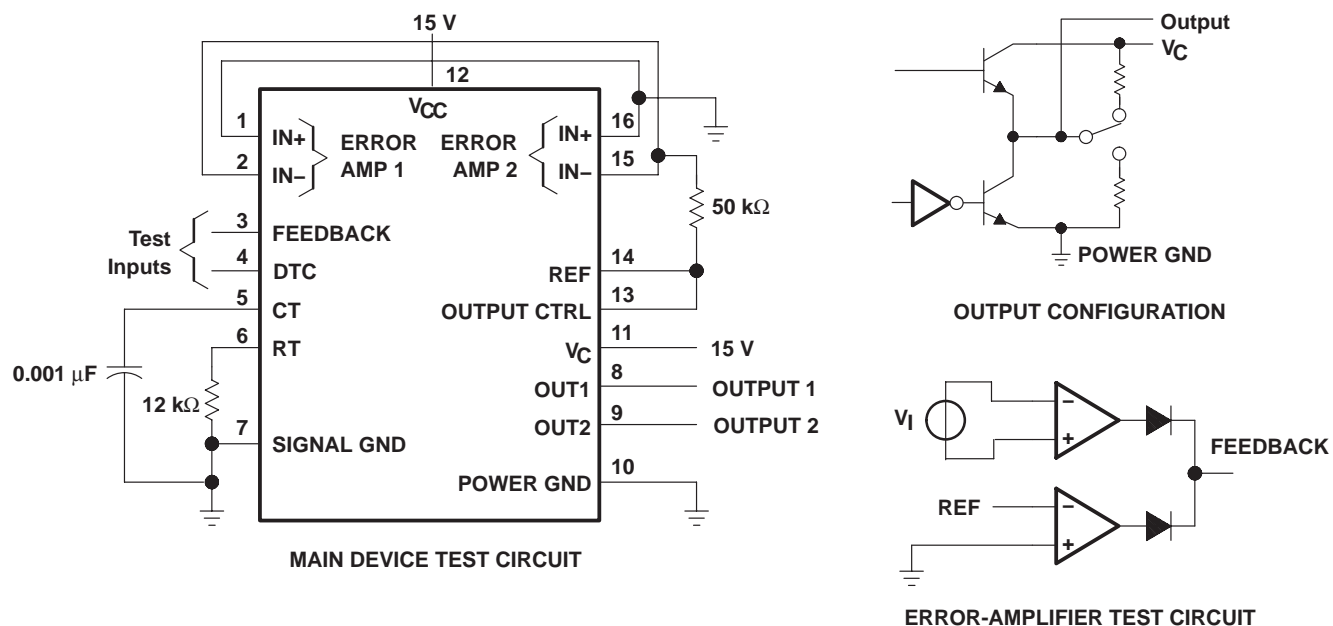 15 V
12
VCC
1
IN+
2
IN–
ERROR
AMP 1
ERROR
AMP 2
IN+
16
IN–
15
50 kΩ
Test
Inputs
3
FEEDBACK
4
DTC
5
CT
6
RT
0.001 μF
12 kΩ
7
SIGNAL GND
REF
14
OUTPUT CTRL
13
VC
11
15 V
OUT1
8
OUTPUT 1
OUT2
9
OUTPUT 2
POWER GND
10
MAIN DEVICE TEST CIRCUIT
Output
VC
POWER GND
OUTPUT CONFIGURATION
VI
–
+
FEEDBACK
REF
–
+
ERROR-AMPLIFIER TEST CIRCUIT